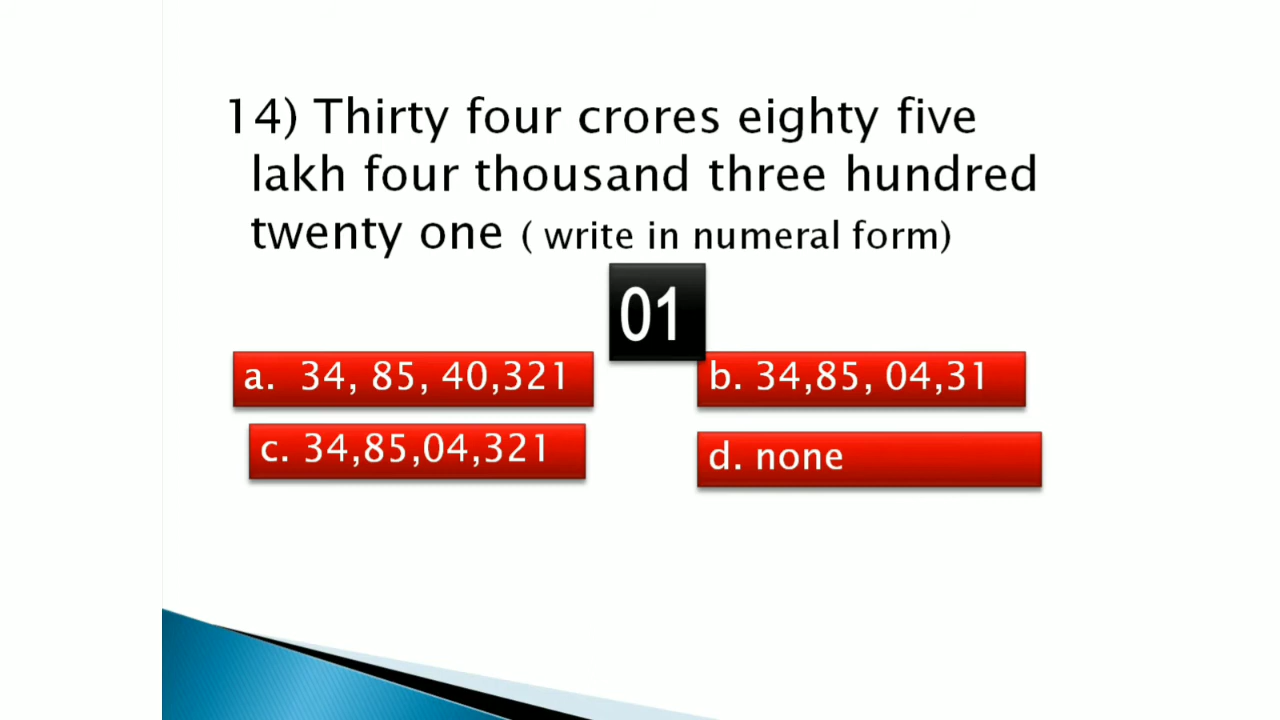 14) Thirty four crores eighty five
lakh four thousand three hundred
twenty one ( write in numeral form)
01
a. 34, 85, 40,321
b. 34,85, 04,31
c. 34,85,04,321
d. none